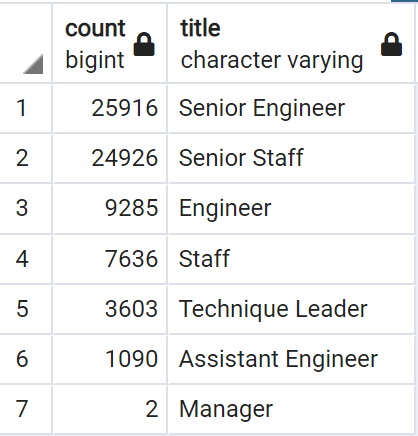 count title
bigint character varying
1 25916 Senior Engineer
2 24926 Senior Staff
3 9285 Engineer
4 7636 Staff
5 3603 Technique Leader
6 1090 Assistant Engineer
7 2 Manager